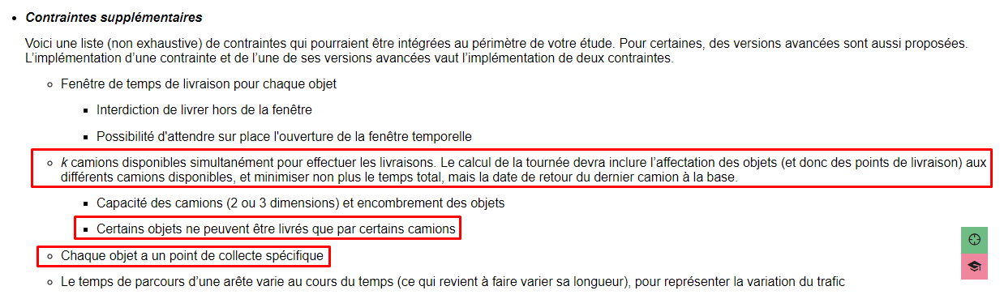 Contraintes supplémentaires
Voici une liste (non exhaustive) de contraintes qui pourraient être intégrées au périmètre de votre étude. Pour certaines, des versions avancées sont aussi proposées.
L’implémentation d’une contrainte et de l’une de ses versions avancées vaut l’implémentation de deux contraintes.
Fenêtre de temps de livraison pour chaque objet
Interdiction de livrer hors de la fenêtre
Possibilité d'attendre sur place l'ouverture de la fenêtre temporelle
k camions disponibles simultanément pour effectuer les livraisons. Le calcul de la tournée devra inclure l’affectation des objets (et donc des points de livraison) aux
différents camions disponibles, et minimiser non plus le temps total, mais la date de retour du dernier camion à la base.
Capacité des camions (2 ou 3 dimensions) et encombrement des objets
Certains objets ne peuvent être livrés que par certains camions
Chaque objet a un point de collecte spécifique
Le temps de parcours d’une arête varie au cours du temps (ce qui revient à faire varier sa longueur), pour représenter la variation du trafic